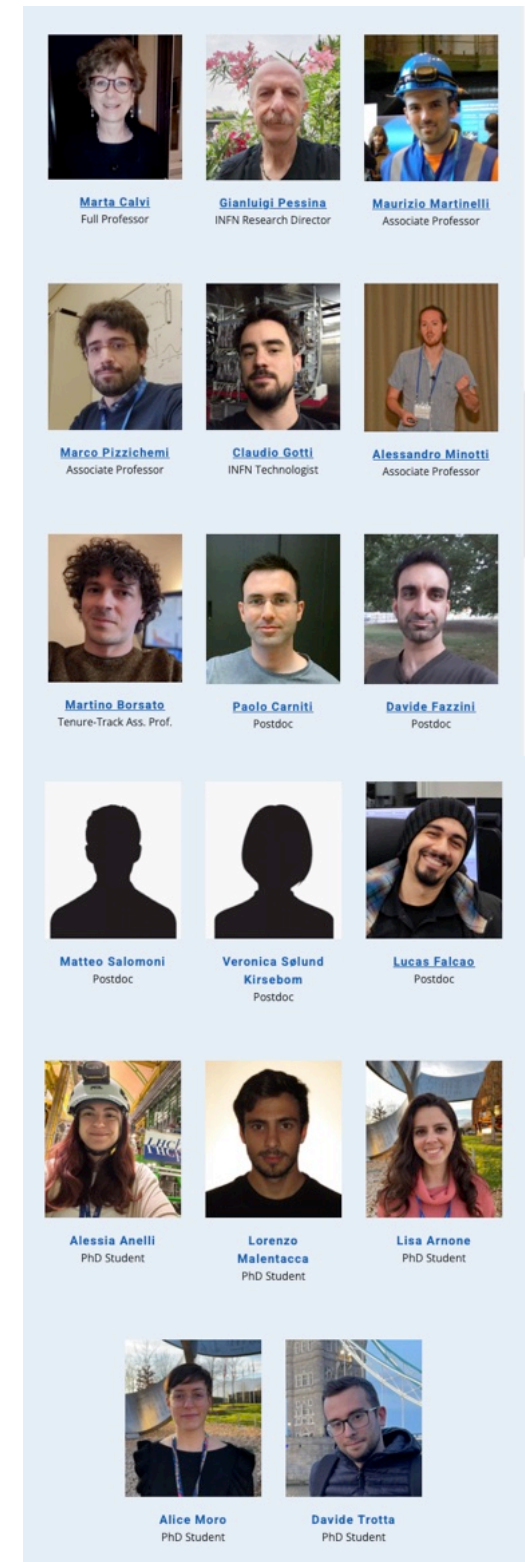 Marta Calvi
Full Professor
Gianluigi Pessina
INFN Research Director
Maurizio Martinelli
Associate Professor
Marco Pizzichemi
Associate Professor
Claudio Gotti
INFN Technologist
Alessandro Minotti
Associate Professor
Martino Borsato
Tenure-Track Ass. Prof.
Paolo Carniti
Postdoc
Davide Fazzini
Postdoc
Matteo Salomoni
Postdoc
Veronica Sølund
Kirsebom
Postdoc
Lucas Falcao
Postdoc
Alessia Anelli
PhD Student
Lorenzo
Malentacca
PhD Student
Lisa Arnone
PhD Student
Alice Moro
PhD Student
Davide Trotta
PhD Student